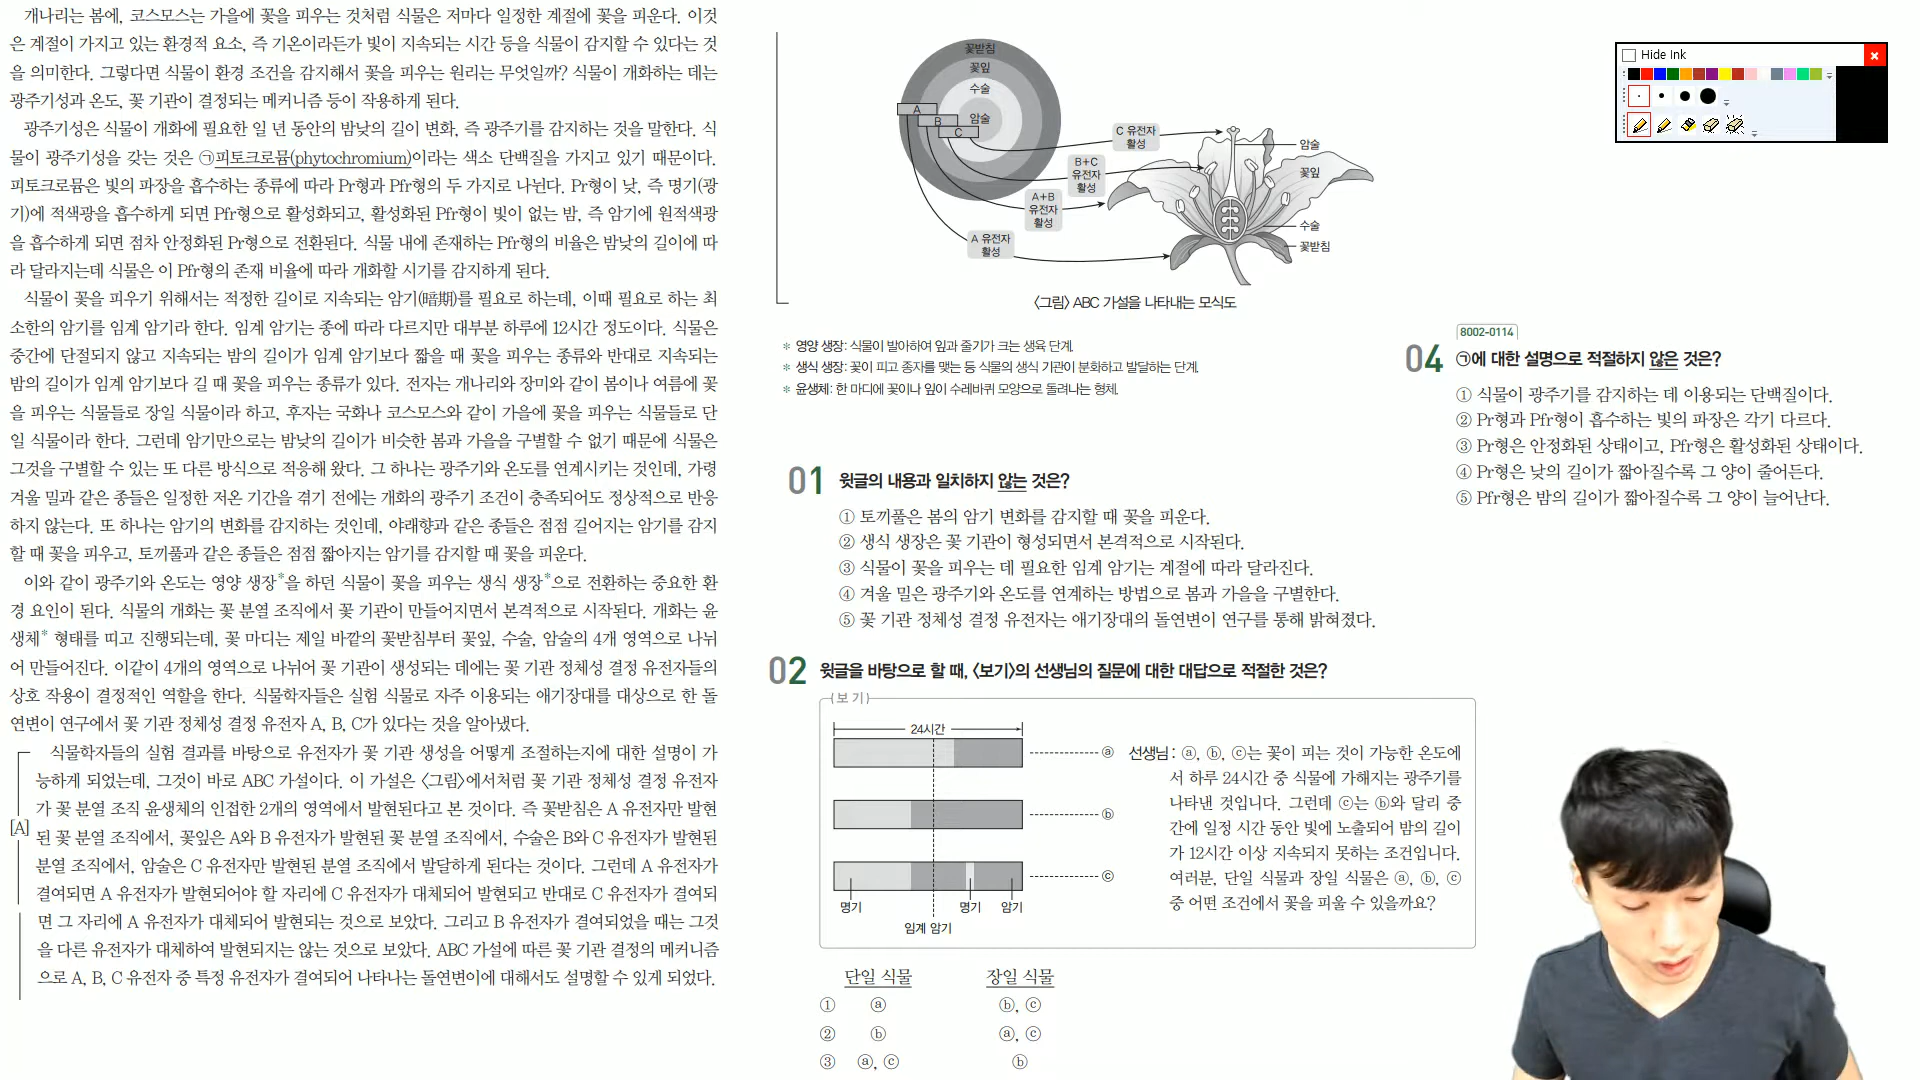 개나리는 봄에, 코스모스는 가을에 꽃을 피우는 것처럼 식물은 저마다 일정한 계절에 꽃을 피운다. 이것
은 계절이 가지고 있는 환경적 요소, 즉 기온이라든가 빛이 지속되는 시간 등을 식물이 감지할 수 있다는 것
을 의미한다. 그렇다면 식물이 환경 조건을 감지해서 꽃을 피우는 원리는 무엇일까? 식물이 개화하는 데는
광주기성과 온도, 꽃 기관이 결정되는 메커니즘 등이 작용하게 된다.
광주기성은 식물이 개화에 필요한 일 년 동안의 밤낮의 길이 변화, 즉 광주기를 감지하는 것을 말한다. 식
물이 광주기성을 갖는 것은 ㉠피토크로뮴(phytochromium)이라는 색소 단백질을 가지고 있기 때문이다.
피토크로뮴은 빛의 파장을 흡수하는 종류에 따라 Pr형과 Pfr형의 두 가지로 나뉜다. Pr형이 낮, 즉 명기(광
기)에 적색광을 흡수하게 되면 Pfr형으로 활성화되고, 활성화된 Pfr형이 빛이 없는 밤, 즉 암기에 원적색광
을 흡수하게 되면 점차 안정화된 Pr형으로 전환된다. 식물 내에 존재하는 Pfr형의 비율은 밤낮의 길이에 따
라 달라지는데 식물은 이 Pfr형의 존재 비율에 따라 개화할 시기를 감지하게 된다.
식물이 꽃을 피우기 위해서는 적정한 길이로 지속되는 암기(暗期)를 필요로 하는데, 이때 필요로 하는 최
소한의 암기를 임계 암기라 한다. 임계 암기는 종에 따라 다르지만 대부분 하루에 12시간 정도이다. 식물은
중간에 단절되지 않고 지속되는 밤의 길이가 임계 암기보다 짧을 때 꽃을 피우는 종류와 반대로 지속되는
밤의 길이가 임계 암기보다 길 때 꽃을 피우는 종류가 있다. 전자는 개나리와 장미와 같이 봄이나 여름에 꽃
을 피우는 식물들로 장일 식물이라 하고, 후자는 국화나 코스모스와 같이 가을에 꽃을 피우는 식물들로 단
일 식물이라 한다. 그런데 암기만으로는 밤낮의 길이가 비슷한 봄과 가을을 구별할 수 없기 때문에 식물은
그것을 구별할 수 있는 또 다른 방식으로 적응해 왔다. 그 하나는 광주기와 온도를 연계시키는 것인데, 가령
겨울 밀과 같은 종들은 일정한 저온 기간을 겪기 전에는 개화의 광주기 조건이 충족되어도 정상적으로 반응
하지 않는다. 또 하나는 암기의 변화를 감지하는 것인데, 야래향과 같은 종들은 점점 길어지는 암기를 감지
할 때 꽃을 피우고, 토끼풀과 같은 종들은 점점 짧아지는 암기를 감지할 때 꽃을 피운다.
이와 같이 광주기와 온도는 영양 생장*을 하던 식물이 꽃을 피우는 생식 생장*으로 전환하는 중요한 환
경 요인이 된다. 식물의 개화는 꽃 분열 조직에서 꽃 기관이 만들어지면서 본격적으로 시작된다. 개화는 윤
생체* 형태를 띠고 진행되는데, 꽃 마디는 제일 바깥의 꽃받침부터 꽃잎, 수술, 암술의 4개 영역으로 나뉘
어 만들어진다. 이같이 4개의 영역으로 나뉘어 꽃 기관이 생성되는 데에는 꽃 기관 정체성 결정 유전자들의
상호 작용이 결정적인 역할을 한다. 식물학자들은 실험 식물로 자주 이용되는 애기장대를 대상으로 한 돌
연변이 연구에서 꽃 기관 정체성 결정 유전자 A, B, C가 있다는 것을 알아냈다.
[A]
식물학자들의 실험 결과를 바탕으로 유전자가 꽃 기관 생성을 어떻게 조절하는지에 대한 설명이 가
능하게 되었는데, 그것이 바로 ABC 가설이다. 이 가설은 〈그림〉에서처럼 꽃 기관 정체성 결정 유전자
가 꽃 분열 조직 윤생체의 인접한 2개의 영역에서 발현된다고 본 것이다. 즉 꽃받침은 A 유전자만 발현
된 꽃 분열 조직에서, 꽃잎은 A와 B 유전자가 발현된 꽃 분열 조직에서, 수술은 B와 C 유전자가 발현된
분열 조직에서, 암술은 C 유전자만 발현된 분열 조직에서 발달하게 된다는 것이다. 그런데 A 유전자가
결여되면 A 유전자가 발현되어야 할 자리에 C 유전자가 대체되어 발현되고 반대로 C 유전자가 결여되
면 그 자리에 A 유전자가 대체되어 발현되는 것으로 보았다. 그리고 B 유전자가 결여되었을 때는 그것
을 다른 유전자가 대체하여 발현되지는 않는 것으로 보았다. ABC 가설에 따른 꽃 기관 결정의 메커니즘
으로 A, B, C 유전자 중 특정 유전자가 결여되어 나타나는 돌연변이에 대해서도 설명할 수 있게 되었다.
꽃받침
꽃잎
수술
암술
A
B
C
C 유전자
활성
B+C
유전자
활성
A+B
유전자
활성
A 유전자
활성
암술
꽃잎
수술
꽃받침
〈그림〉 ABC 가설을 나타내는 모식도
* 영양 생장: 식물이 발아하여 잎과 줄기가 크는 생육 단계.
* 생식 생장: 꽃이 피고 종자를 맺는 등 식물의 생식 기관이 분화하고 발달하는 단계.
* 윤생체: 한 마디에 꽃이나 잎이 수레바퀴 모양으로 돌려나는 형체.
01 윗글의 내용과 일치하지 않는 것은?
① 토끼풀은 봄의 암기 변화를 감지할 때 꽃을 피운다.
② 생식 생장은 꽃 기관이 형성되면서 본격적으로 시작된다.
③ 식물이 꽃을 피우는 데 필요한 임계 암기는 계절에 따라 달라진다.
④ 겨울 밀은 광주기와 온도를 연계하는 방법으로 봄과 가을을 구별한다.
⑤ 꽃 기관 정체성 결정 유전자는 애기장대의 돌연변이 연구를 통해 밝혀졌다.
02 윗글을 바탕으로 할 때, 〈보기〉의 선생님의 질문에 대한 대답으로 적절한 것은?
〈보기〉
24시간
ⓐ
ⓑ
ⓒ
명기
명기
암기
임계 암기
선생님: ⓐ, ⓑ, ⓒ는 꽃이 피는 것이 가능한 온도에
서 하루 24시간 중 식물에 가해지는 광주기를
나타낸 것입니다. 그런데 ⓒ는 ⓑ와 달리 중
간에 일정 시간 동안 빛에 노출되어 밤의 길이
가 12시간 이상 지속되지 못하는 조건입니다.
여러분, 단일 식물과 장일 식물은 ⓐ, ⓑ, ⓒ
중 어떤 조건에서 꽃을 피울 수 있을까요?
단일 식물 장일 식물
① ⓐ ⓑ, ⓒ
② ⓑ ⓐ, ⓒ
③ ⓐ, ⓒ ⓑ
8002-0114
04 ㉠에 대한 설명으로 적절하지 않은 것은?
① 식물이 광주기를 감지하는 데 이용되는 단백질이다.
② Pr형과 Pfr형이 흡수하는 빛의 파장은 각기 다르다.
③ Pr형은 안정화된 상태이고, Pfr형은 활성화된 상태이다.
④ Pr형은 낮의 길이가 짧아질수록 그 양이 줄어든다.
⑤ Pfr형은 밤의 길이가 짧아질수록 그 양이 늘어난다.
Hide Ink